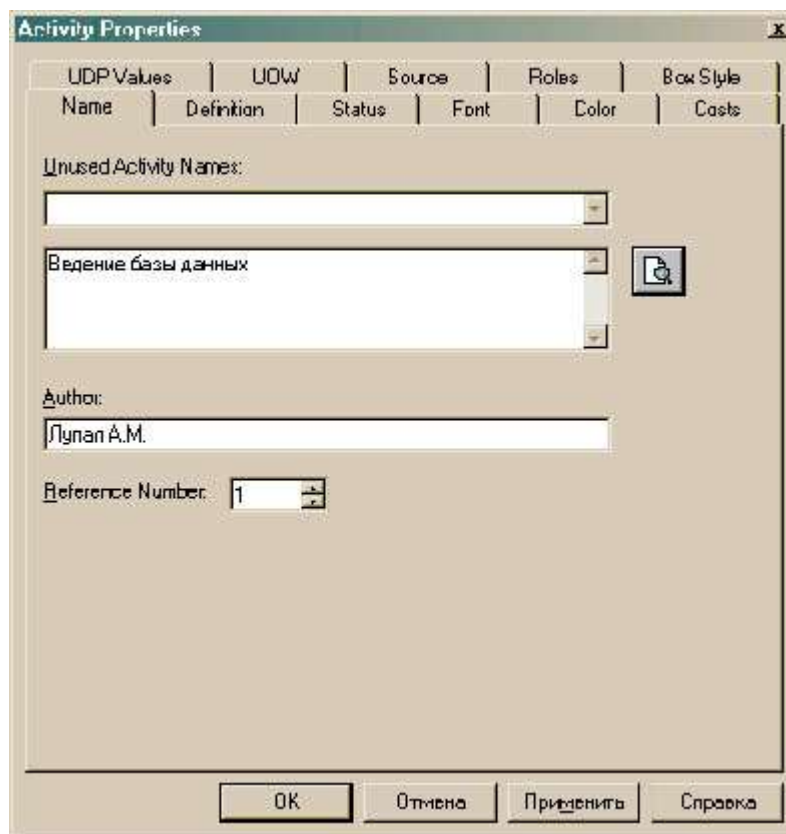 Activity Properties
UDP Values UOW Source Roles Box Style
Name Definition Status Font Color Costs
Unused Activity Names:
Ведение базы данных
Author:
Лупал А.М.
Reference Number:
1
OK Отмена Применить Справка